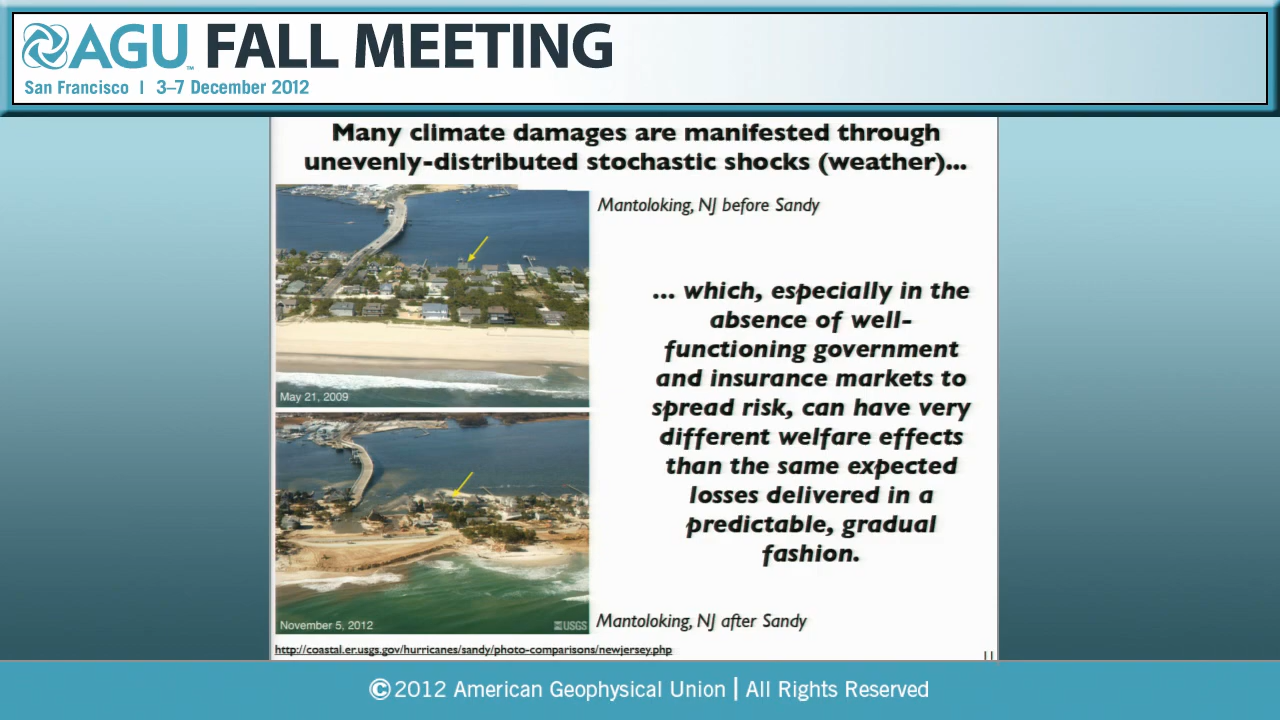 AGU™ FALL MEETING
San Francisco | 3–7 December 2012
Many climate damages are manifested through
unevenly-distributed stochastic shocks (weather)...
Mantoloking, NJ before Sandy
May 21, 2009
... which, especially in the
absence of well-
functioning government
and insurance markets to
spread risk, can have very
different welfare effects
than the same expected
losses delivered in a
predictable, gradual
fashion.
November 5, 2012
USGS
Mantoloking, NJ after Sandy
http://coastal.er.usgs.gov/hurricanes/sandy/photo-comparisons/newjersey.php
11
©2012 American Geophysical Union | All Rights Reserved